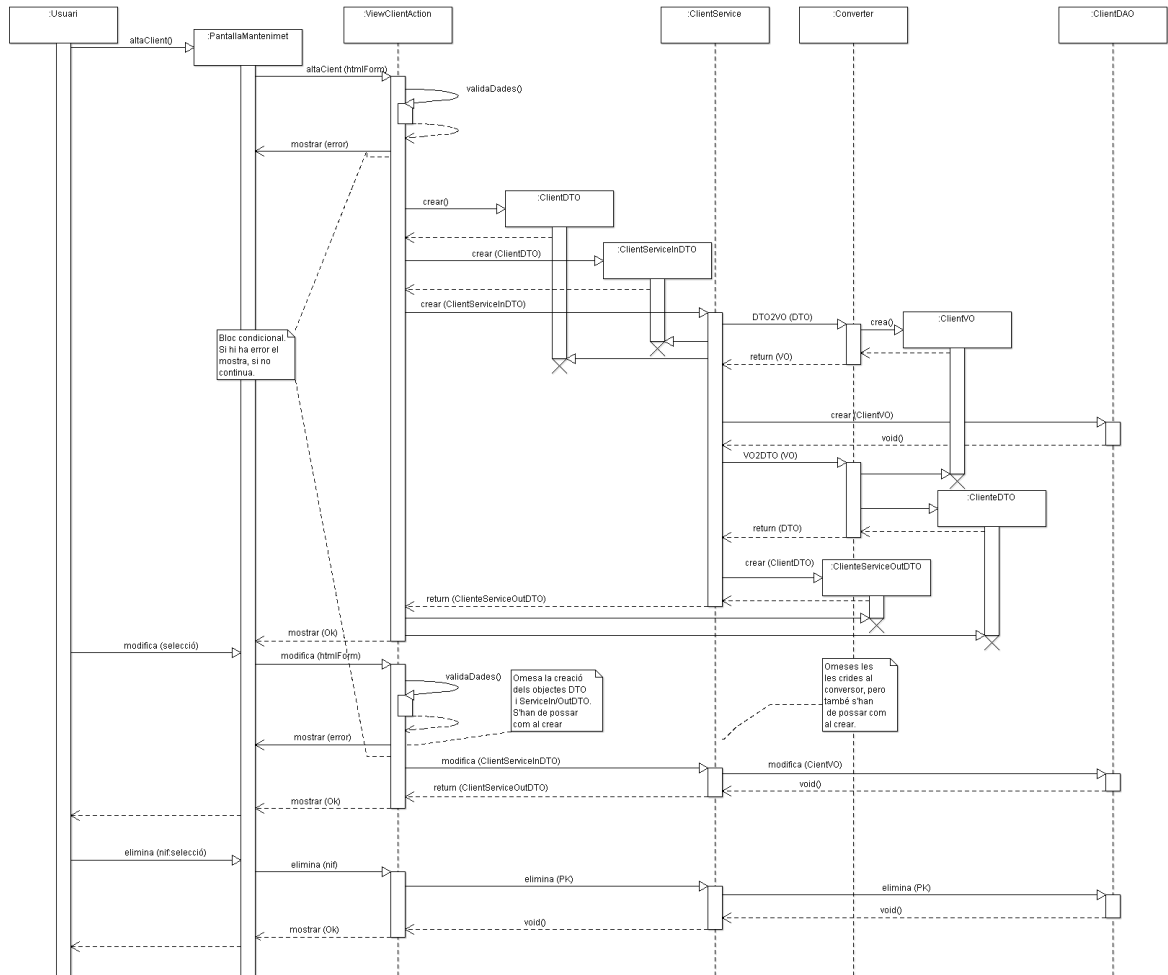 :Usuari
:ViewClientAction
:ClientService
:Converter
:ClientDAO
:PantallaMantenimet
altaClient()
altaCient (htmlForm)
validaDades()
mostrar (error)
:ClientDTO
crear()
:ClientServiceInDTO
crear (ClientDTO)
crear (ClientServiceInDTO)
DTO2VO (DTO)
crea()
:ClientVO
Bloc condicional.
Si hi ha error el
mostra, si no
continua.
return (VO)
crear (ClientVO)
void()
VO2DTO (VO)
:ClienteDTO
return (DTO)
crear (ClientDTO)
:ClienteServiceOutDTO
return (ClienteServiceOutDTO)
mostrar (Ok)
modifica (selecció)
modifica (htmlForm)
validaDades()
Omesa la creació
dels objectes DTO
i ServeIn/OutDTO.
S'han de possar
com al crear
Omeses les
les crides al
conversor, pero
també s'han
de possar com
al crear.
mostrar (error)
modifica (ClientServiceInDTO)
modifica (CientVO)
return (ClientServiceOutDTO)
void()
mostrar (Ok)
elimina (nif:selecció)
elimina (nif)
elimina (PK)
elimina (PK)
void()
void()
mostrar (Ok)